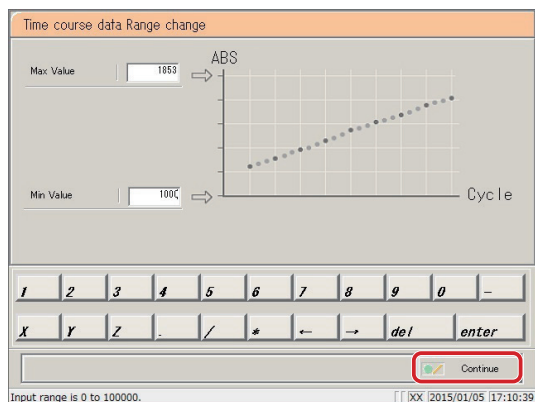 Time course data Range change
ABS
Max Value 1853
Min Value 1000
Cycle
1 2 3 4 5 6 7 8 9 0 -
X Y Z . / * ← → del enter
Continue
Input range is 0 to 100000. XX 2015/01/05 17:10:39